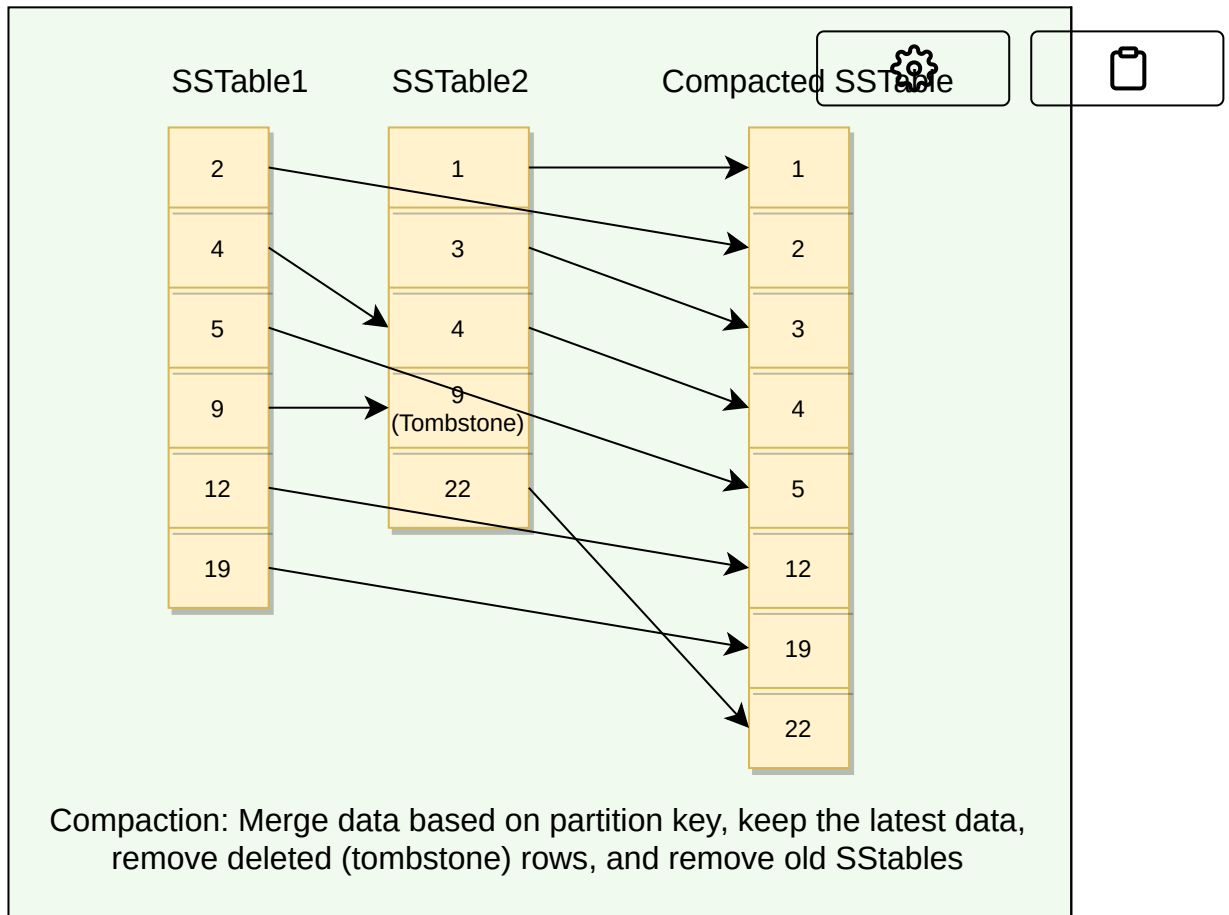 SSTable1 SSTable2 Compacted SSTable
2 1 1
4 3 2
5 4 3
9 9 4
(Tombstone)
12 22 5
19 12
19
22
Compaction: Merge data based on partition key, keep the latest data,
remove deleted (tombstone) rows, and remove old SStables